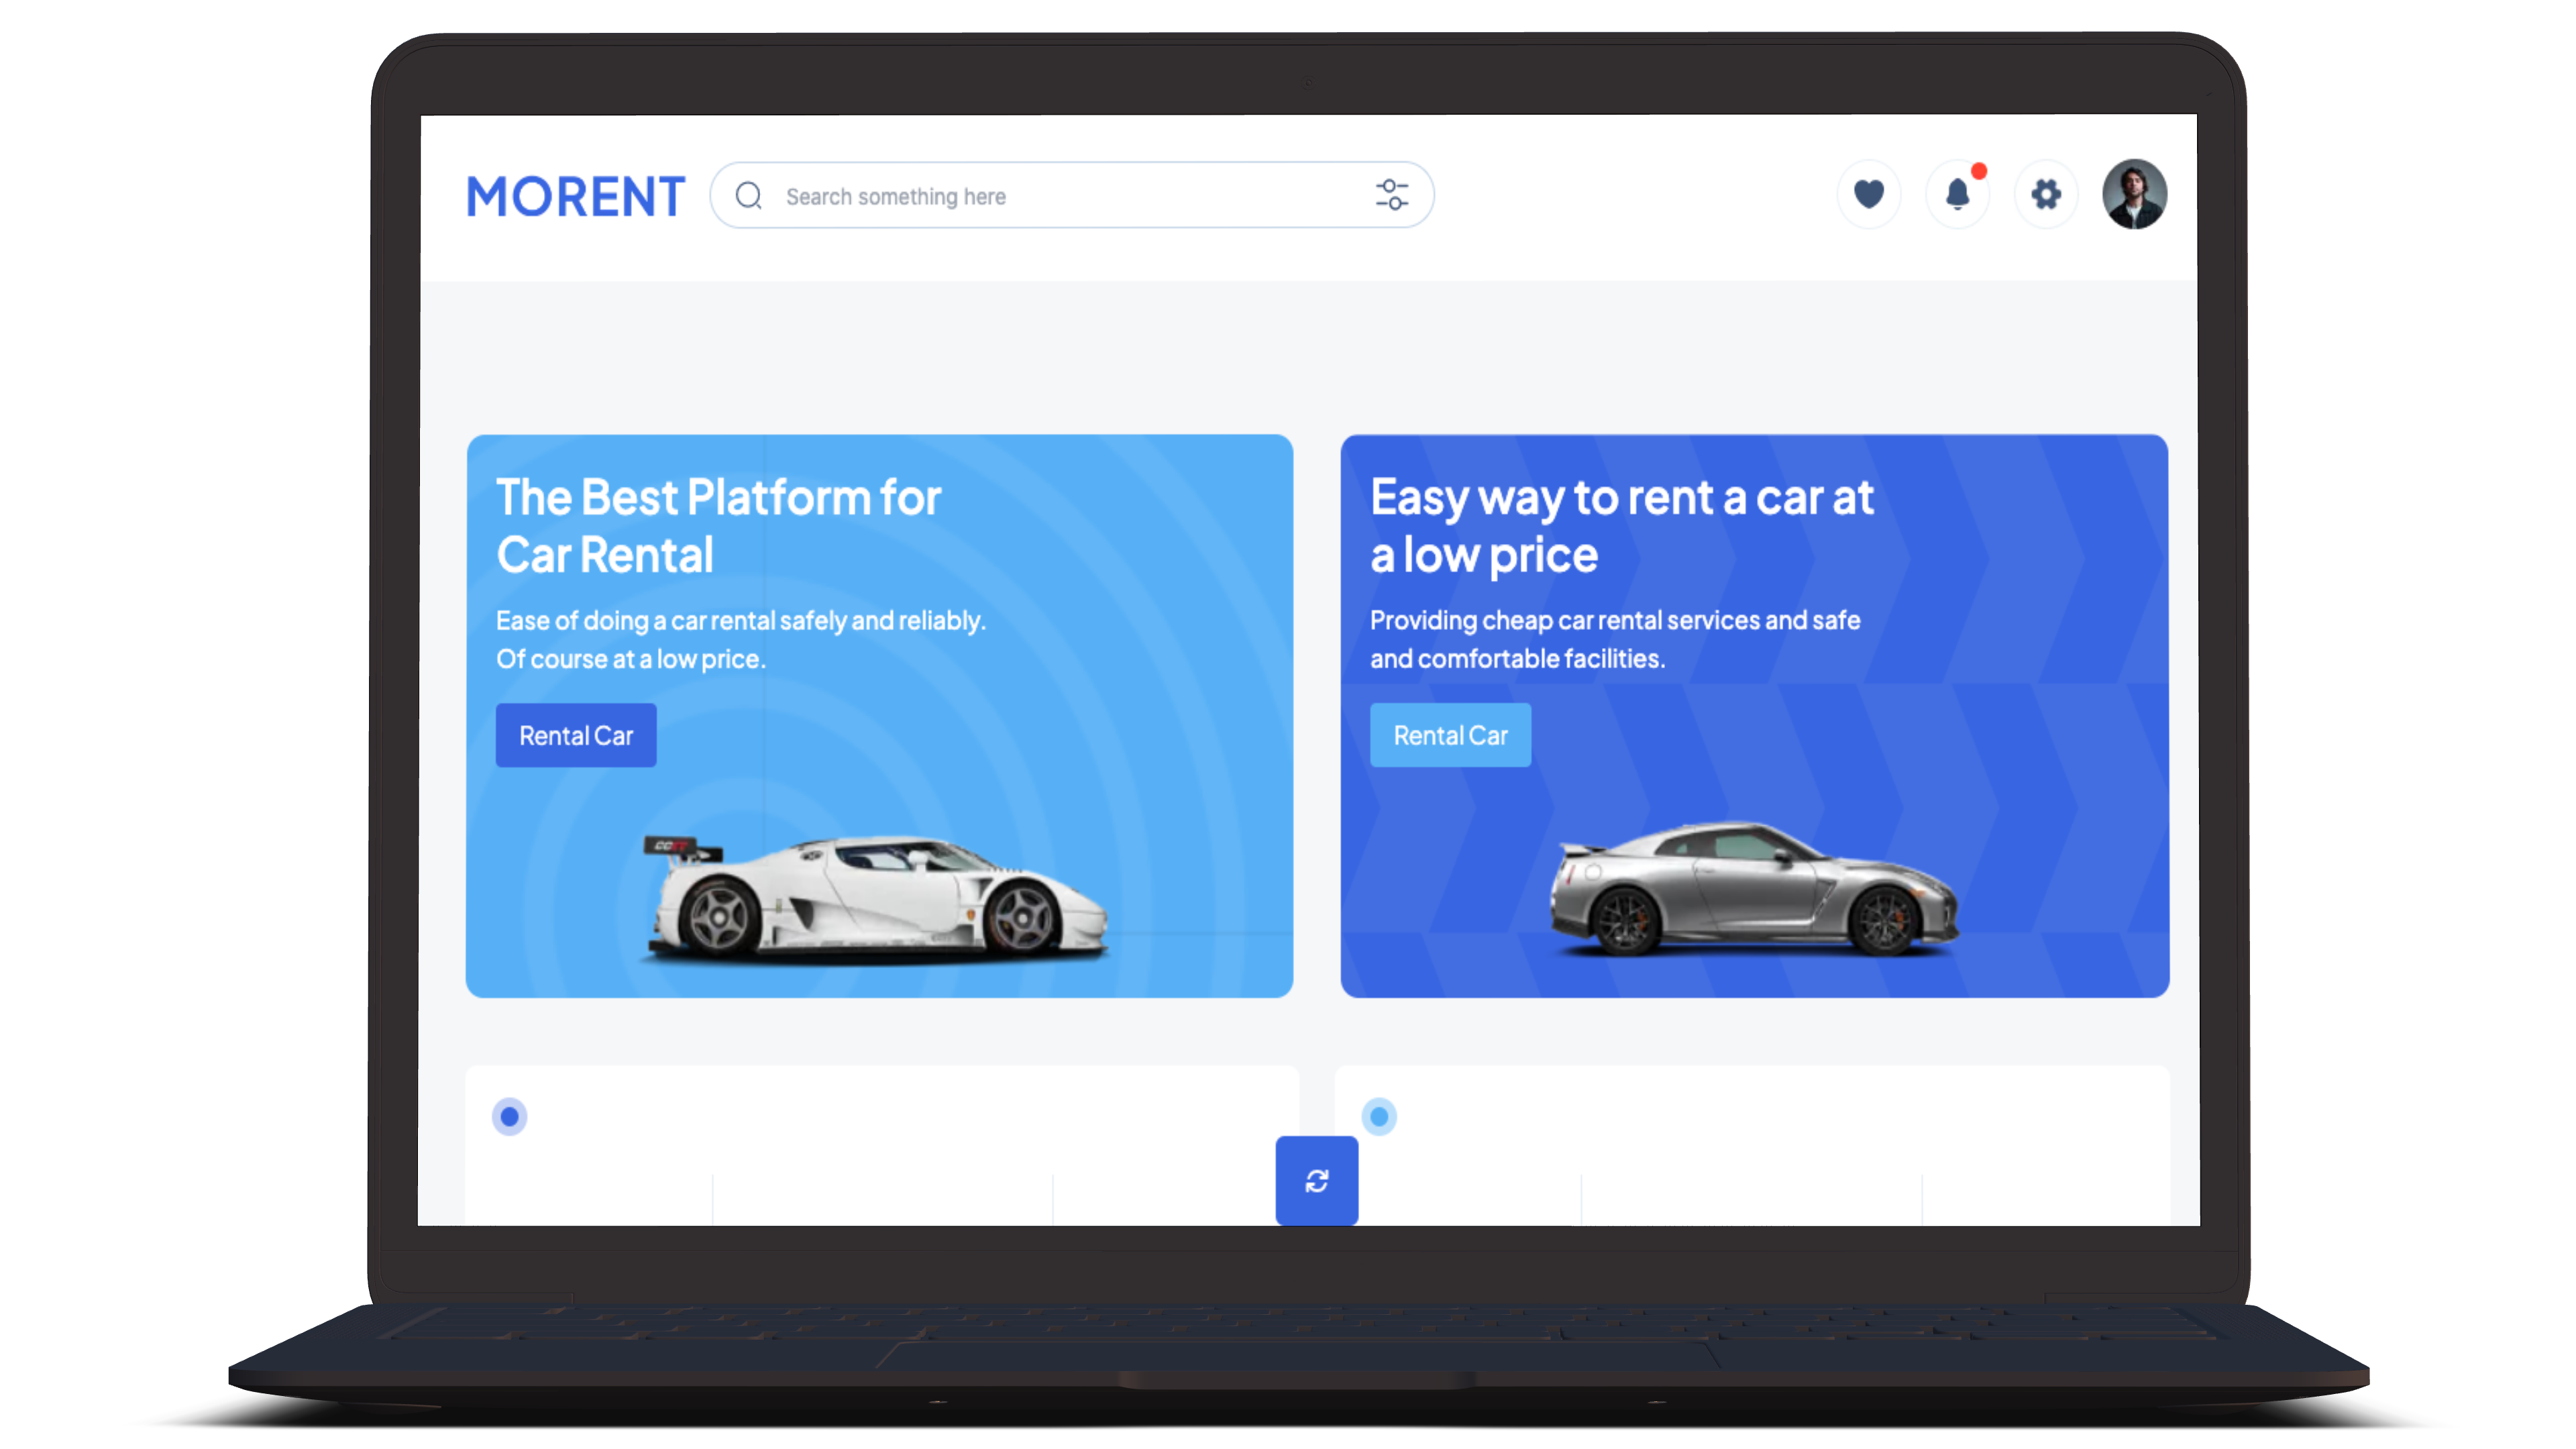 MORENT
Search something here
The Best Platform for
Car Rental
Ease of doing a car rental safely and reliably.
Of course at a low price.
Rental Car
Easy way to rent a car at
a low price
Providing cheap car rental services and safe
and comfortable facilities.
Rental Car